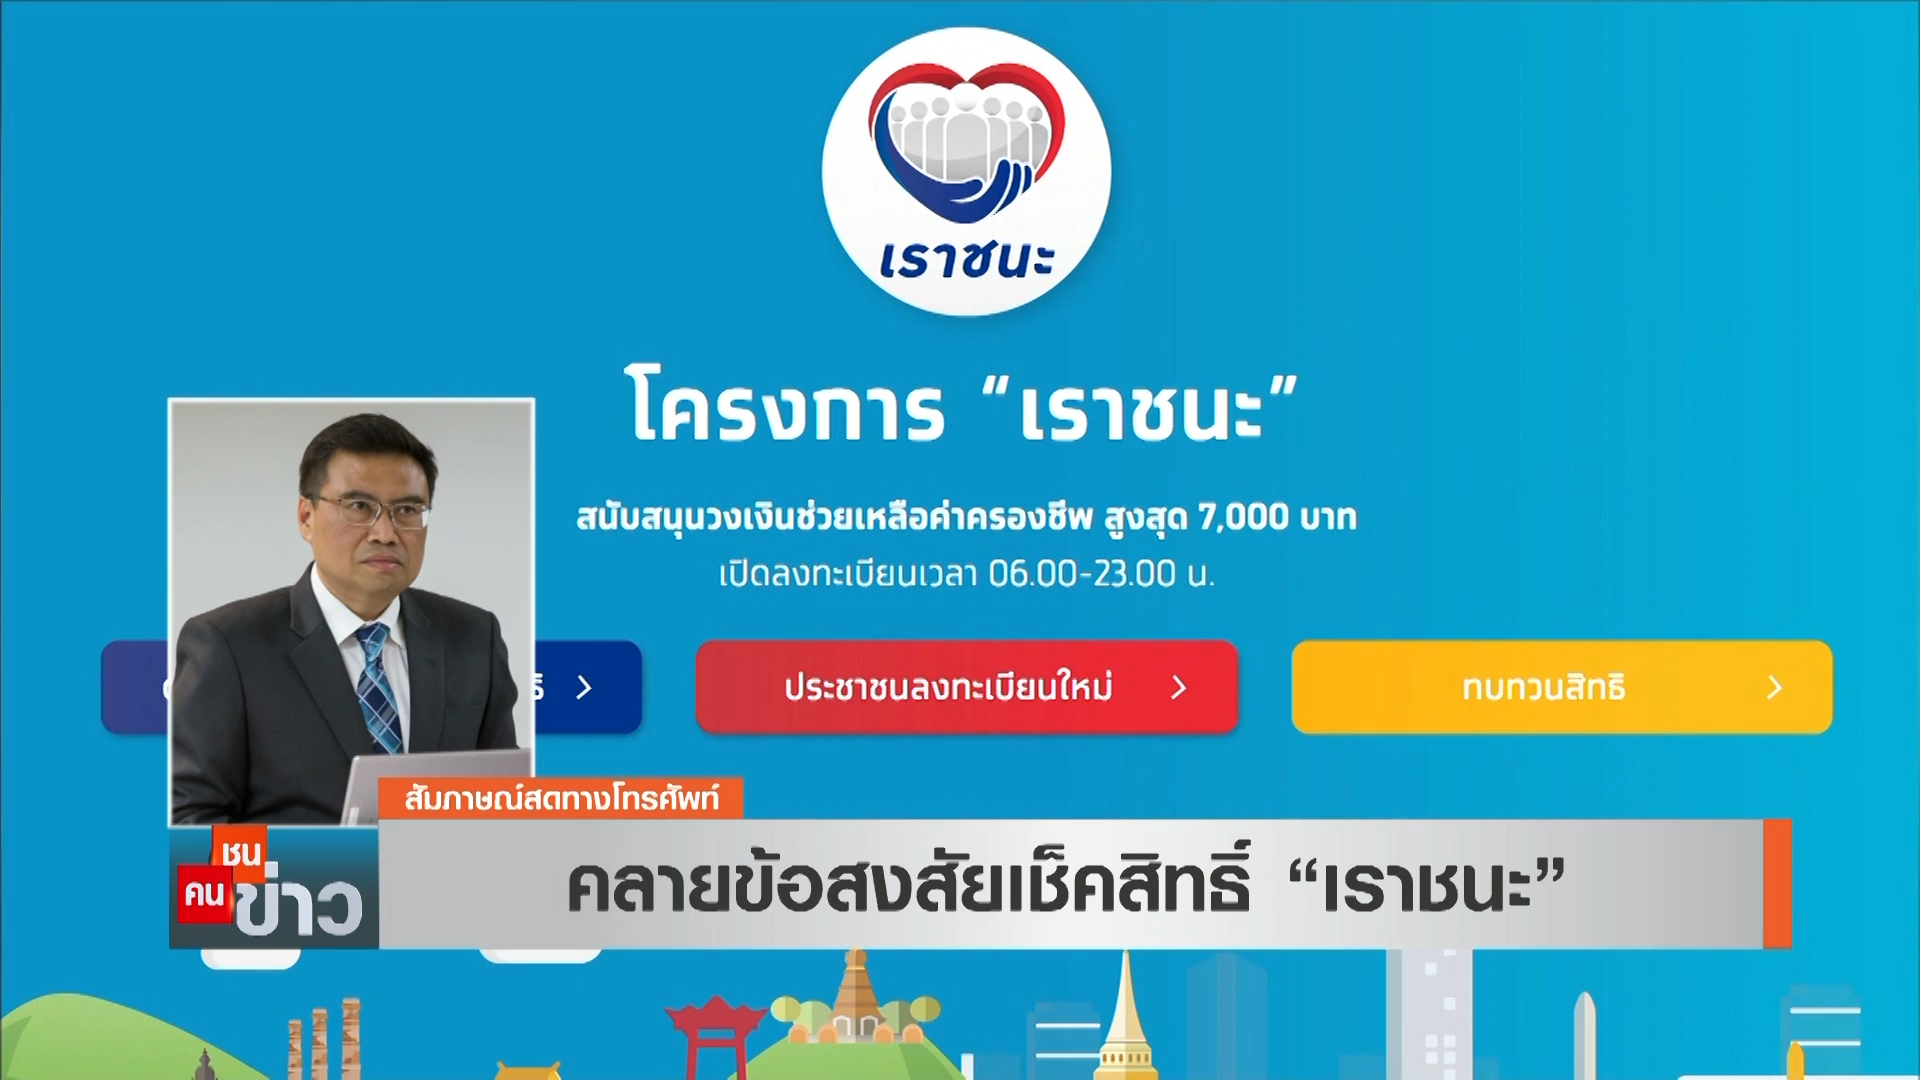 เราชนะ
โครงการ “เราชนะ”
สนับสนุนวงเงินช่วยเหลือค่าครองชีพ สูงสุด 7,000 บาท
เปิดลงทะเบียนเวลา 06.00-23.00 น.
ประชาชนลงทะเบียนใหม่
ทบทวนสิทธิ
สัมภาษณ์สดทางโทรศัพท์
ชน
คน
ข่าว
คลายข้อสงสัยเช็คสิทธิ์ “เราชนะ”